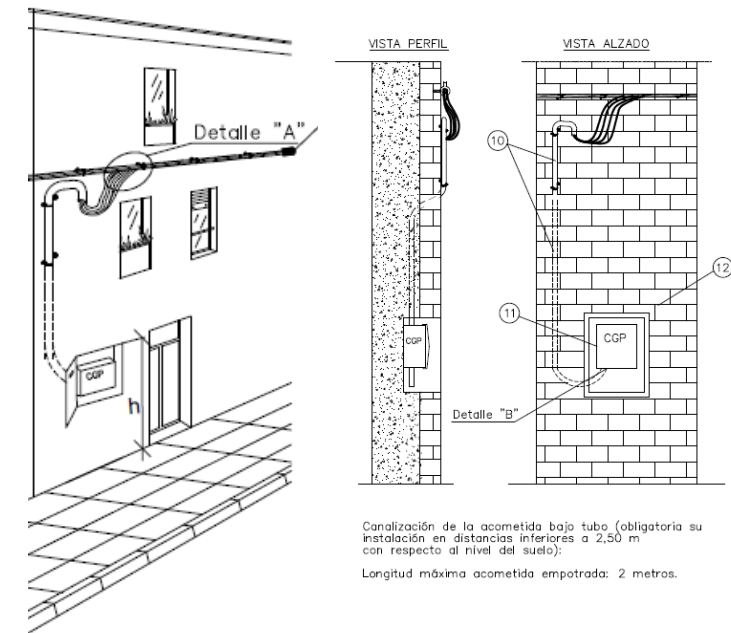 Detalle "A"
CGP
h
VISTA PERFIL
CGP
VISTA ALZADO
10
12
11
CGP
Detalle "B"
Canalización de la acometida bajo tubo (obligatoria su
instalación en distancias inferiores a 2,50 m
con respecto al nivel del suelo):
Longitud máxima acometida empotrada: 2 metros.